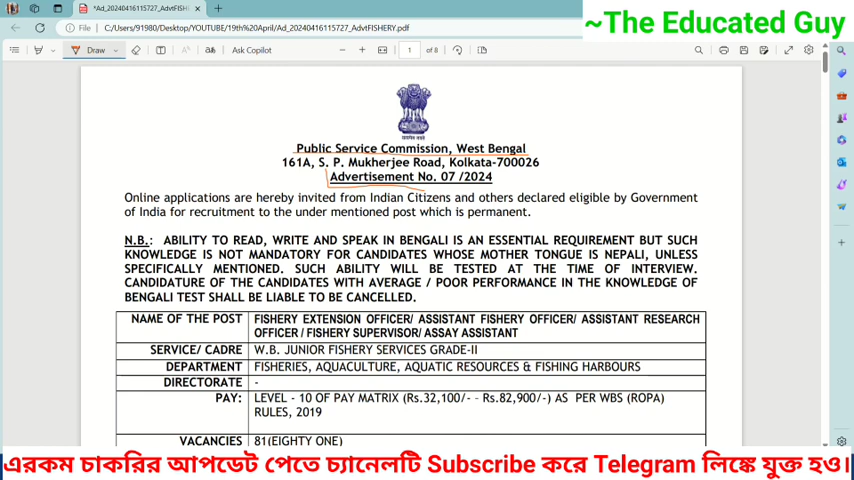 *Ad_20240416115727_AdvtFISHER
~The Educated Guy
File
C:/Users/91980/Desktop/YOUTUBE/19th%20April/Ad_20240416115727_AdvtFISHERY.pdf
Draw
Ask Copilot
1
of 8
Public Service Commission, West Bengal
161A, S. P. Mukherjee Road, Kolkata-700026
Advertisement No. 07 /2024
Online applications are hereby invited from Indian Citizens and others declared eligible by Government
of India for recruitment to the under mentioned post which is permanent.
N.B.: ABILITY TO READ, WRITE AND SPEAK IN BENGALI IS AN ESSENTIAL REQUIREMENT BUT SUCH
KNOWLEDGE IS NOT MANDATORY FOR CANDIDATES WHOSE MOTHER TONGUE IS NEPALI, UNLESS
SPECIFICALLY MENTIONED. SUCH ABILITY WILL BE TESTED AT THE TIME OF INTERVIEW.
CANDIDATURE OF THE CANDIDATES WITH AVERAGE / POOR PERFORMANCE IN THE KNOWLEDGE OF
BENGALI TEST SHALL BE LIABLE TO BE CANCELLED.
NAME OF THE POST FISHERY EXTENSION OFFICER/ ASSISTANT FISHERY OFFICER/ ASSISTANT RESEARCH
OFFICER / FISHERY SUPERVISOR/ ASSAY ASSISTANT
SERVICE/ CADRE W.B. JUNIOR FISHERY SERVICES GRADE-II
DEPARTMENT FISHERIES, AQUACULTURE, AQUATIC RESOURCES & FISHING HARBOURS
DIRECTORATE -
PAY: LEVEL - 10 OF PAY MATRIX (Rs.32,100/- - Rs.82,900/-) AS PER WBS (ROPA)
RULES, 2019
VACANCIES 81(EIGHTY ONE)
এরকম চাকরির আপডেট পেতে চ্যানেলটি Subscribe করে Telegram লিঙ্কে যুক্ত হও।